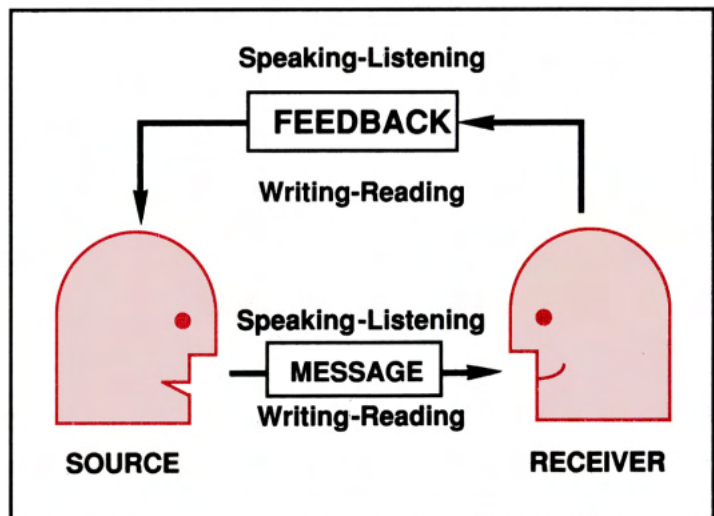 Speaking-Listening
FEEDBACK
Writing-Reading
Speaking-Listening
MESSAGE
Writing-Reading
SOURCE
RECEIVER